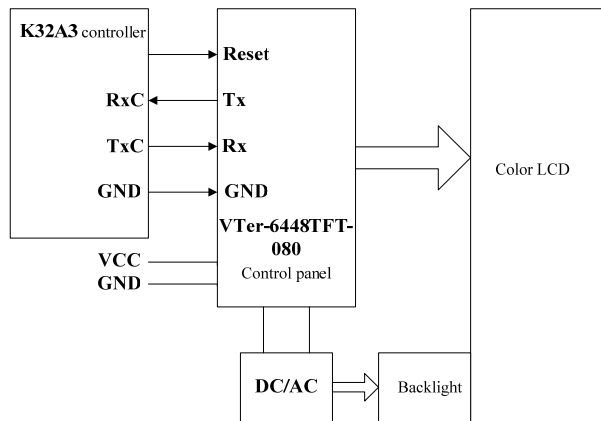 K32A3 controller
Reset
RxC
Tx
TxC
Rx
GND
GND
VTer-6448TFT-
080
Control panel
VCC
GND
Color LCD
DC/AC
Backlight